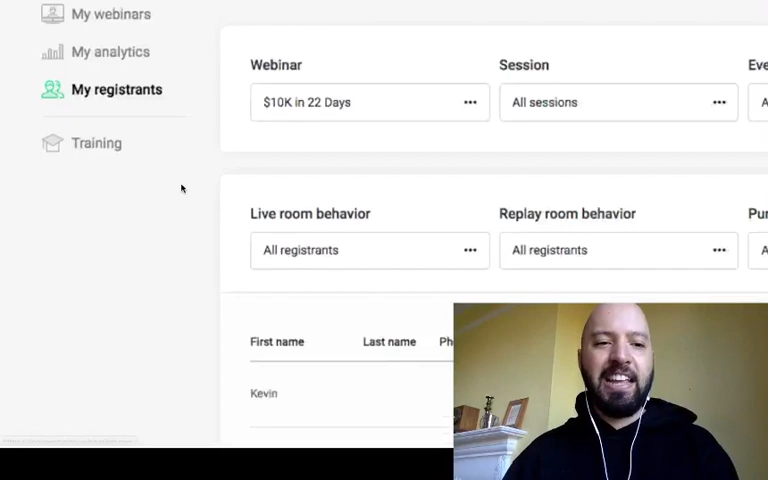 My webinars
My analytics
My registrants
Training
Webinar Session Eve
$10K in 22 Days ••• All sessions ••• A
Live room behavior Replay room behavior Pur
All registrants ••• All registrants ••• A
First name Last name Ph
Kevin